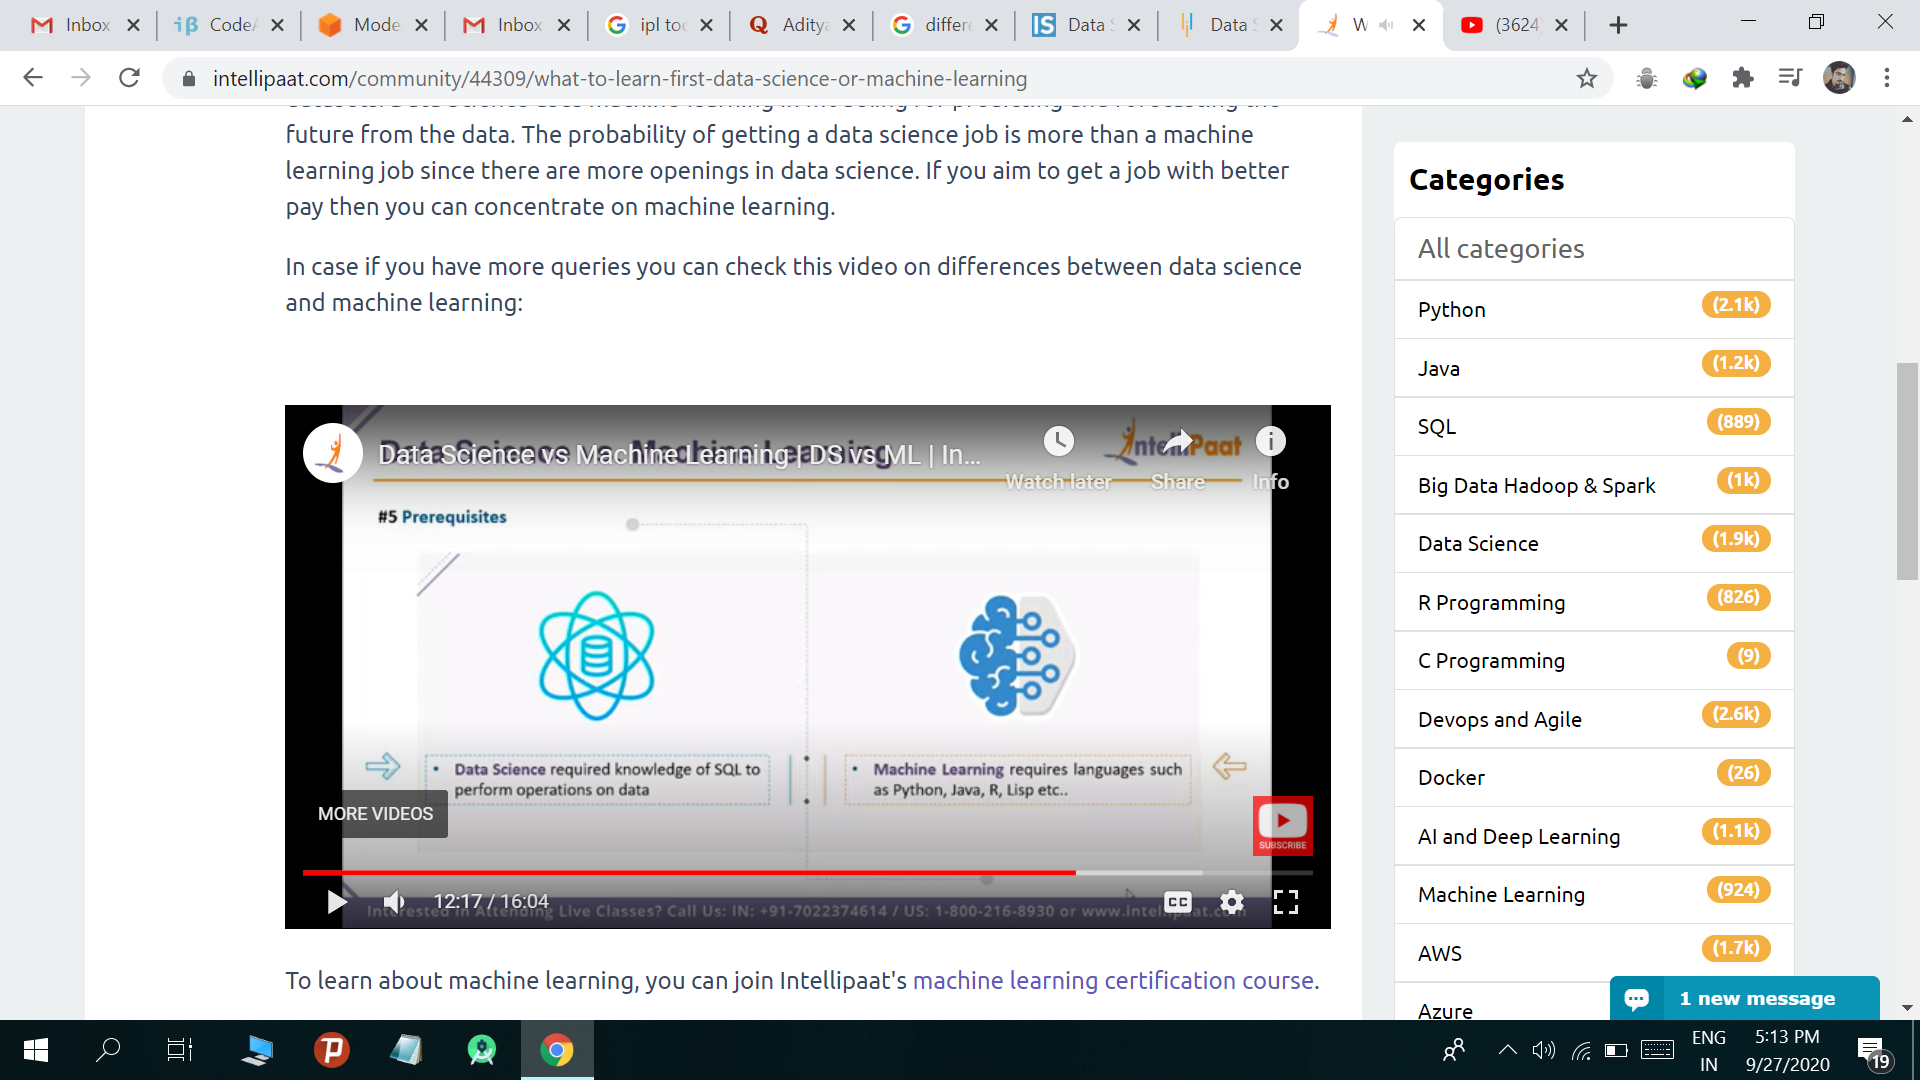 Inbox
CodeA
Mode
Inbox
ipl too
Aditya
differe
Data S
Data S
W
(3624
intellipaat.com/community/44309/what-to-learn-first-data-science-or-machine-learning
future from the data. The probability of getting a data science job is more than a machine
learning job since there are more openings in data science. If you aim to get a job with better
pay then you can concentrate on machine learning.
In case if you have more queries you can check this video on differences between data science
and machine learning:
Data Science vs Machine Learning
Data Science vs Machine Learning | DS vs ML | In...
Watch later
Share
Info
IntelliPaat
#5 Prerequisites
• Data Science required knowledge of SQL to
perform operations on data
• Machine Learning requires languages such
as Python, Java, R, Lisp etc..
MORE VIDEOS
SUBSCRIBE
12:17 / 16:04
CC
Interested in Attending Live Classes? Call Us: IN: +91-7022374614 / US: 1-800-216-8930 or www.intellipaat.com
To learn about machine learning, you can join Intellipaat's machine learning certification course.
Categories
All categories
Python (2.1k)
Java (1.2k)
SQL (889)
Big Data Hadoop & Spark (1k)
Data Science (1.9k)
R Programming (826)
C Programming (9)
Devops and Agile (2.6k)
Docker (26)
AI and Deep Learning (1.1k)
Machine Learning (924)
AWS (1.7k)
Azure
1 new message
ENG
IN
5:13 PM
9/27/2020
19